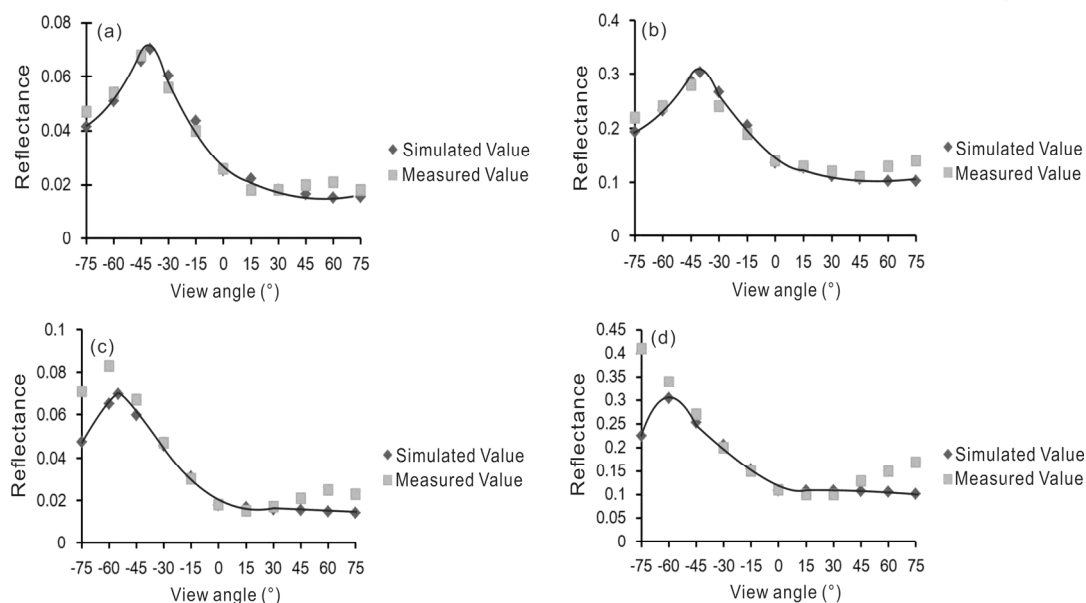 (a)
Reflectance
0.08
0.06
0.04
0.02
0
-75 -60 -45 -30 -15 0 15 30 45 60 75
View angle (°)
Simulated Value
Measured Value
(b)
Reflectance
0.4
0.3
0.2
0.1
0
-75 -60 -45 -30 -15 0 15 30 45 60 75
View angle (°)
Simulated Value
Measured Value
(c)
Reflectance
0.1
0.08
0.06
0.04
0.02
0
-75 -60 -45 -30 -15 0 15 30 45 60 75
View angle (°)
Simulated Value
Measured Value
(d)
Reflectance
0.45
0.4
0.35
0.3
0.25
0.2
0.15
0.1
0.05
0
-75 -60 -45 -30 -15 0 15 30 45 60 75
View angle (°)
Simulated Value
Measured Value